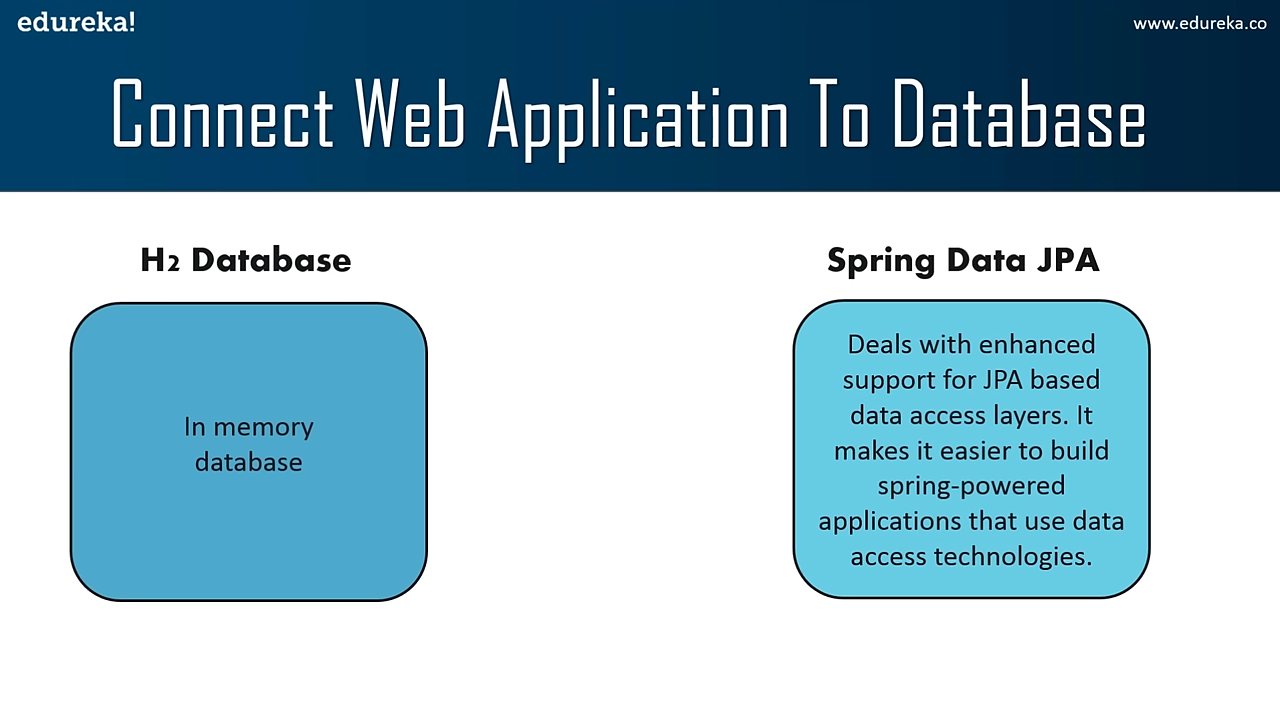 edureka!
www.edureka.co
Connect Web Application To Database
H2 Database
In memory
database
Spring Data JPA
Deals with enhanced
support for JPA based
data access layers. It
makes it easier to build
spring-powered
applications that use data
access technologies.